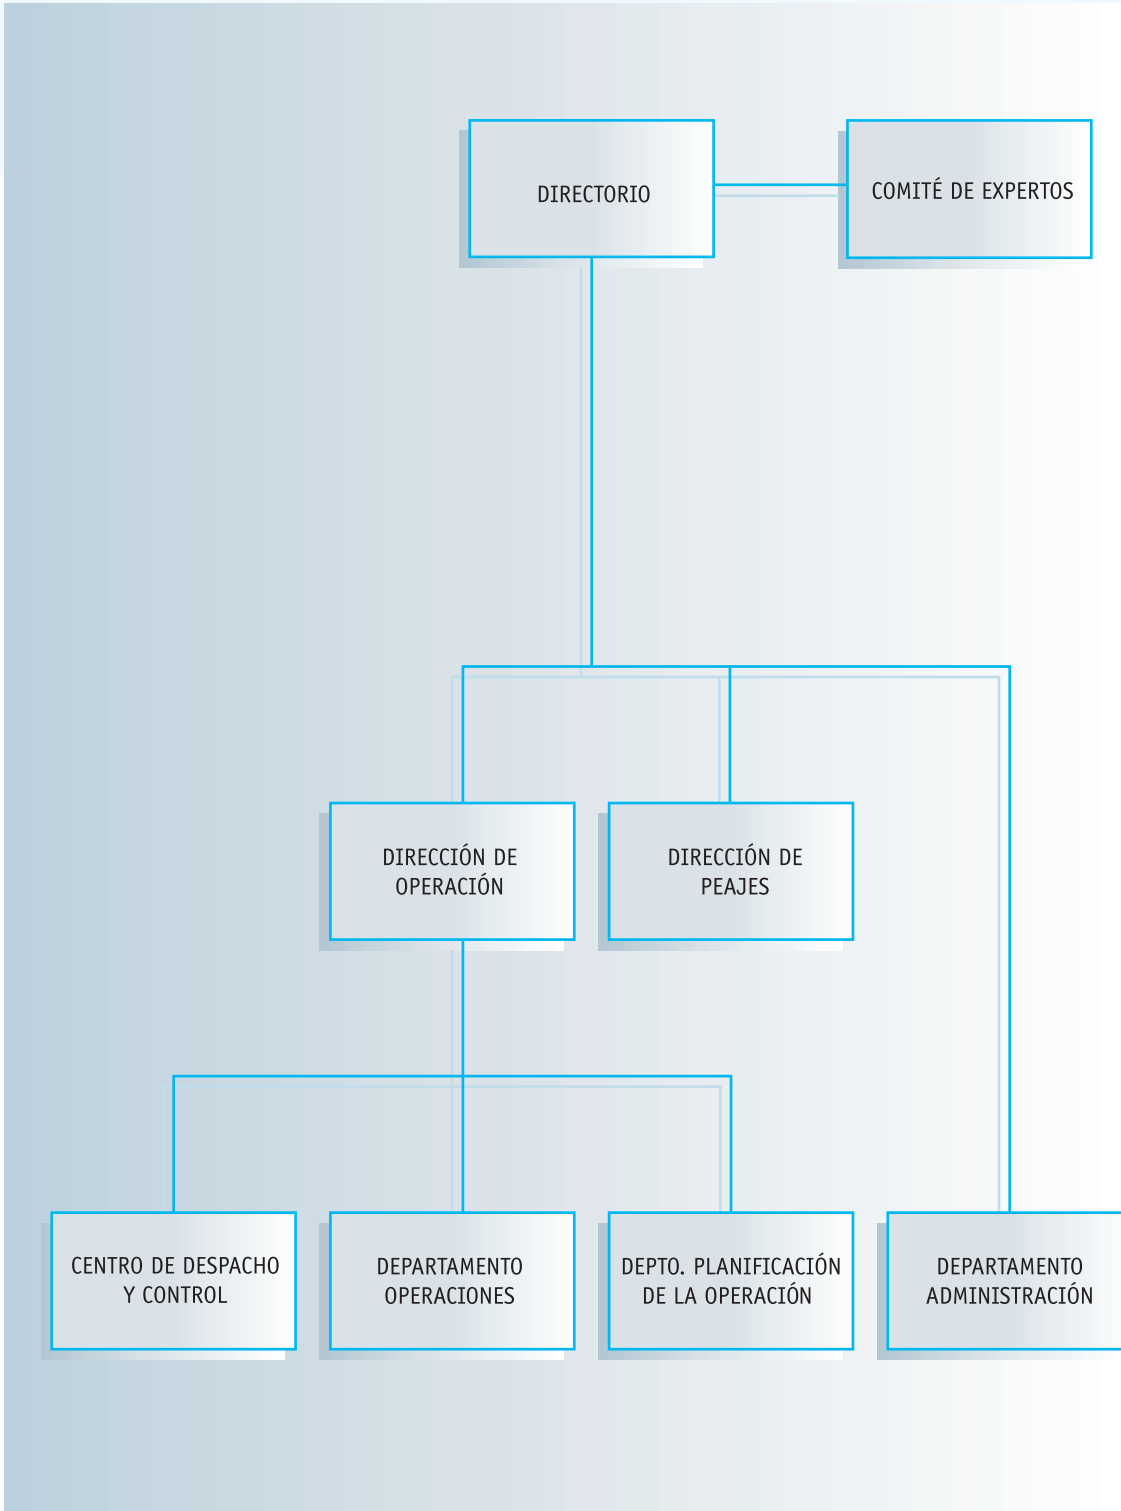 DIRECTORIO
COMITÉ DE EXPERTOS
DIRECCIÓN DE
OPERACIÓN
DIRECCIÓN DE
PEAJES
CENTRO DE DESPACHO
Y CONTROL
DEPARTAMENTO
OPERACIONES
DEPTO. PLANIFICACIÓN
DE LA OPERACIÓN
DEPARTAMENTO
ADMINISTRACIÓN